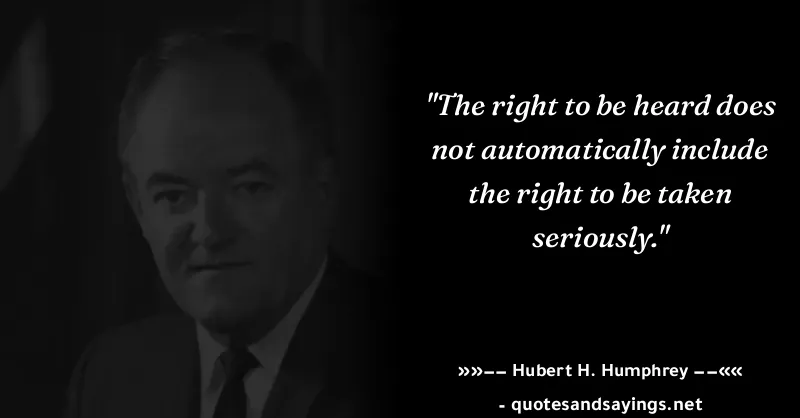 "The right to be heard does
not automatically include
the right to be taken
seriously."
»»−− Hubert H. Humphrey −−««
- quotesandsayings.net